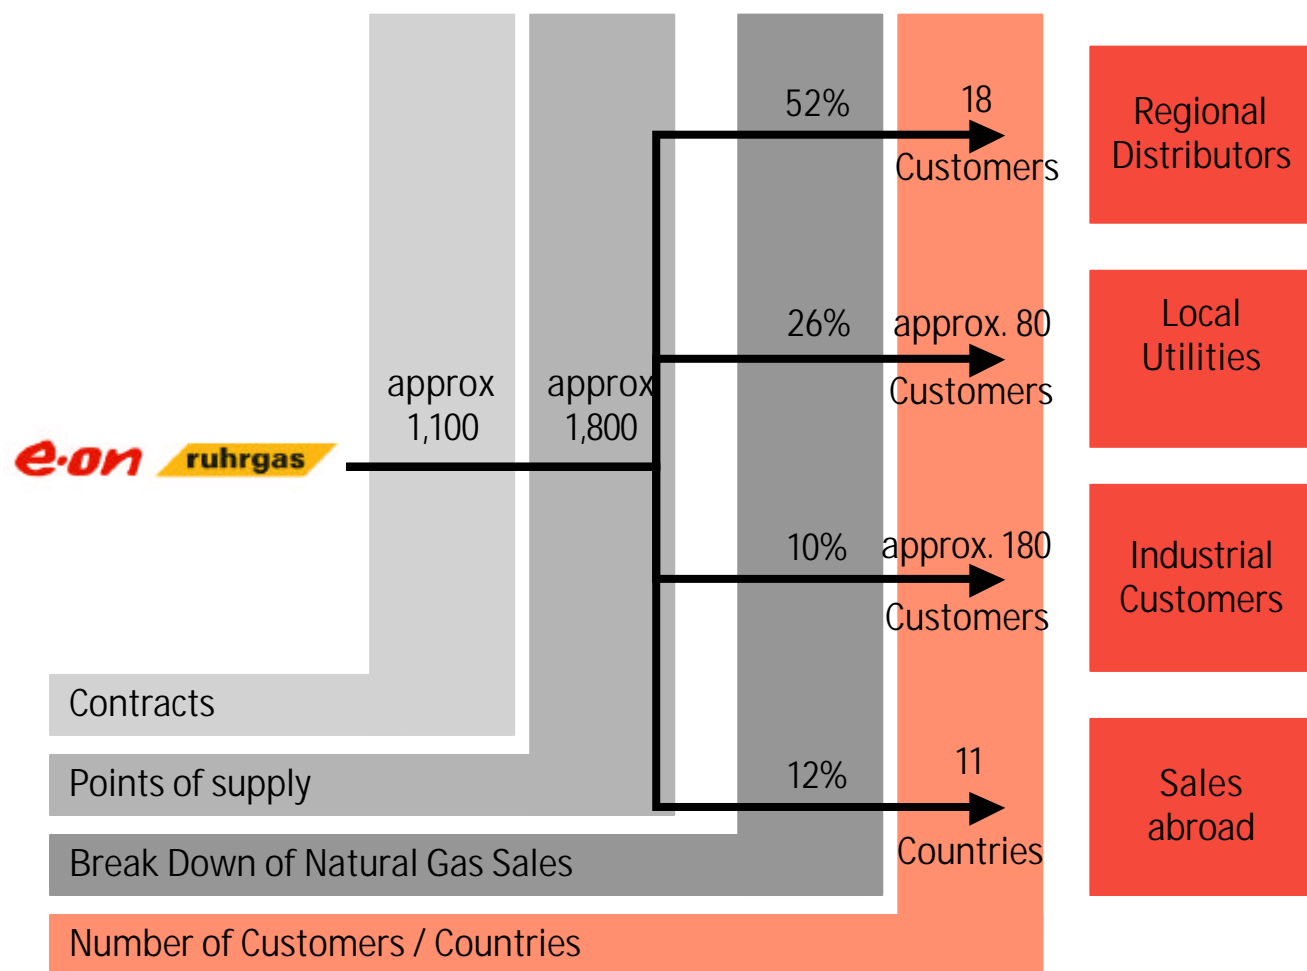 52%
18
Customers
Regional
Distributors
26%
approx. 80
Customers
Local
Utilities
approx
1,100
approx
1,800
e·on ruhrgas
10%
approx. 180
Customers
Industrial
Customers
Contracts
Points of supply
12%
11
Countries
Sales
abroad
Break Down of Natural Gas Sales
Number of Customers / Countries